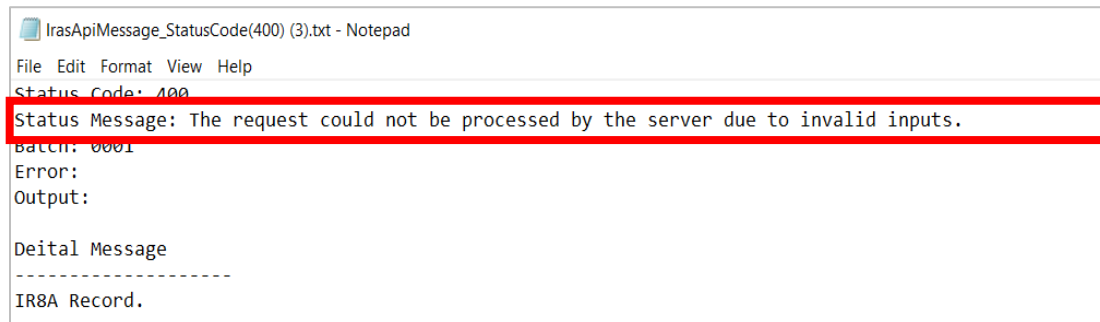 IrasApiMessage_StatusCode(400) (3).txt - Notepad
File Edit Format View Help
Status Code: 400
Status Message: The request could not be processed by the server due to invalid inputs.
Batch: 0001
Error:
Output:
Deital Message
--------------------
IR8A Record.